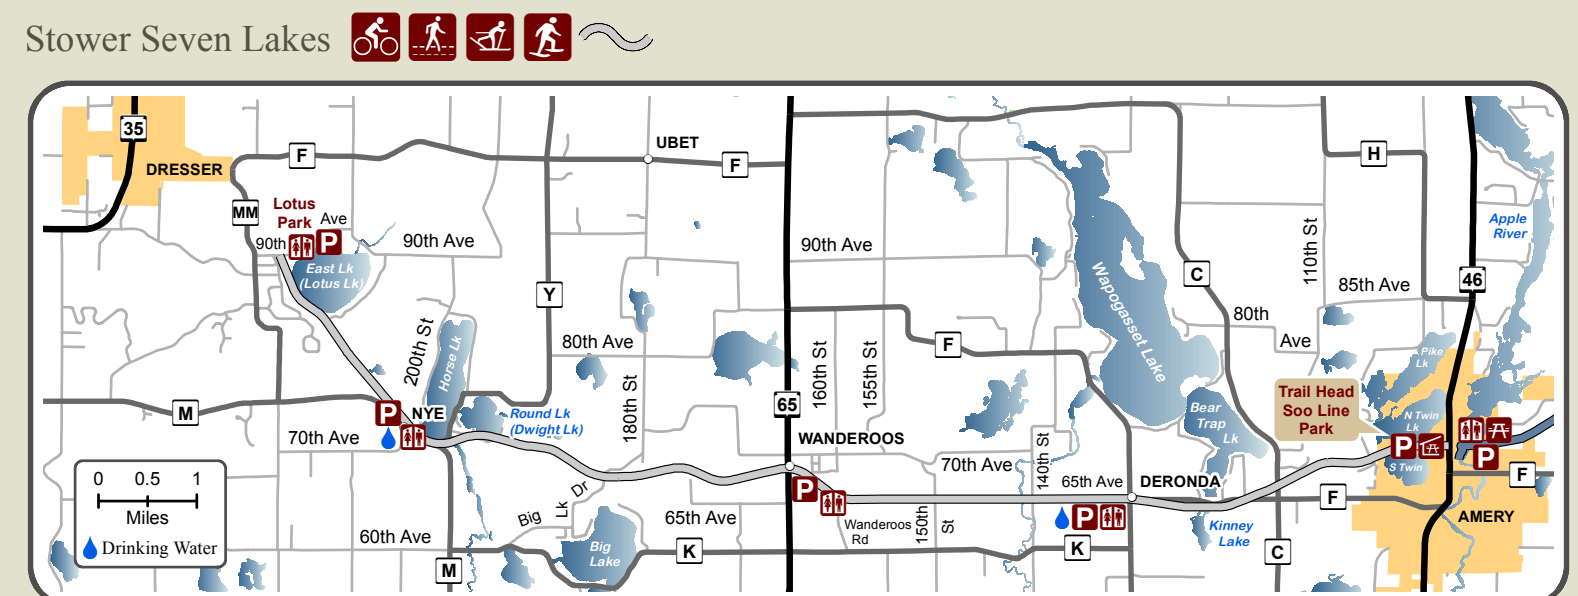 Stower Seven Lakes
35
DRESSER
F
UBET
F
H
MM
Lotus
Park
Ave
90th
P
90th Ave
90th Ave
East Lk
(Lotus Lk)
Apple
River
110th St
Wapogasset Lake
C
46
85th Ave
Y
80th
Ave
200th St
Horse Lk
80th Ave
180th St
160th St
155th St
F
Pike
Lk
M
P
NYE
Round Lk
(Dwight Lk)
65
Bear
Trap
Lk
Trail Head
Soo Line
Park
N Twin
Lk
70th Ave
WANDEROOS
P
P
S Twin
70th Ave
140th St
0 0.5 1
Miles
Drinking Water
Big
Lk
Dr
P
65th Ave
DERONDA
F
F
65th Ave
Wanderoos
Rd
150th
St
P
Kinney
Lake
AMERY
60th Ave
Big
Lake
K
K
C
M